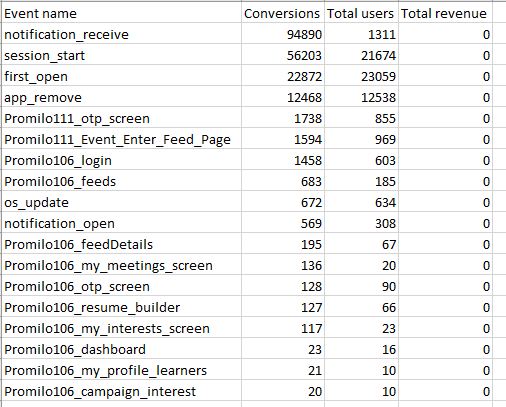 Event name Conversions Total users Total revenue
notification_receive 94890 1311 0
session_start 56203 21674 0
first_open 22872 23059 0
app_remove 12468 12538 0
Promilo111_otp_screen 1738 855 0
Promilo111_Event_Enter_Feed_Page 1594 969 0
Promilo106_login 1458 603 0
Promilo106_feeds 683 185 0
os_update 672 634 0
notification_open 569 308 0
Promilo106_feedDetails 195 67 0
Promilo106_my_meetings_screen 136 20 0
Promilo106_otp_screen 128 90 0
Promilo106_resume_builder 127 66 0
Promilo106_my_interests_screen 117 23 0
Promilo106_dashboard 23 16 0
Promilo106_my_profile_learners 21 10 0
Promilo106_campaign_interest 20 10 0